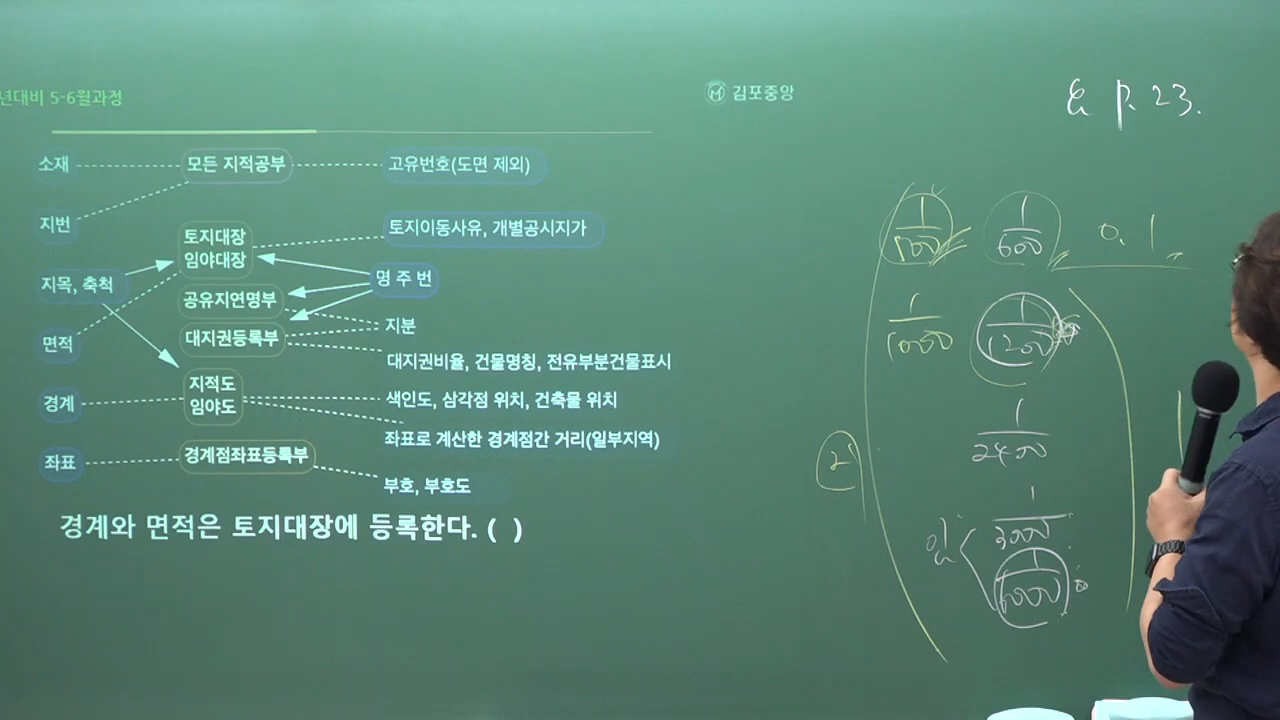 년대비 5-6월과정
김포중앙
& p. 23.
소재
모든 지적공부
고유번호(도면 제외)
지번
토지대장
임야대장
토지이동사유, 개별공시지가
지목, 축척
명 주 번
공유지연명부
지분
면적
대지권등록부
대지권비율, 건물명칭, 전유부분건물표시
경계
지적도
임야도
색인도, 삼각점 위치, 건축물 위치
좌표로 계산한 경계점간 거리(일부지역)
좌표
경계점좌표등록부
부호, 부호도
경계와 면적은 토지대장에 등록한다. ( )
1/500 1/600 0.1
1/1000 1/1200
1/2400
2
임 1/3000
1/6000
1